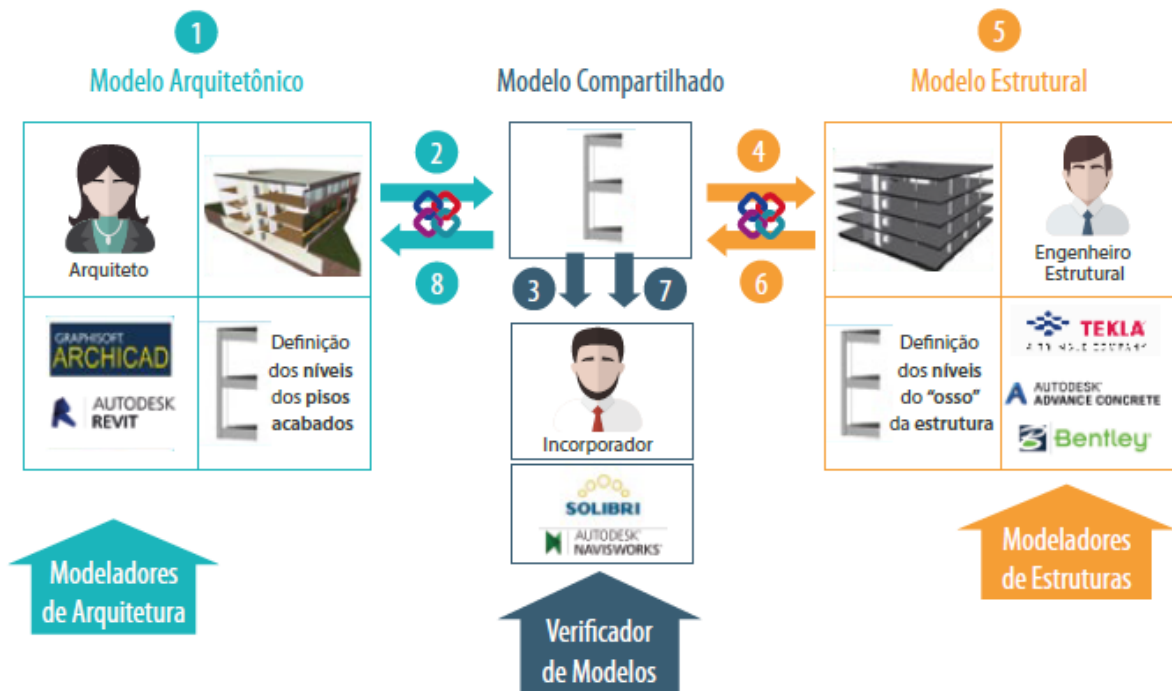 1
Modelo Arquitetônico
Arquiteto
GRAPHISOFT
ARCHICAD
AUTODESK
REVIT
Definição
dos níveis
dos pisos
acabados
Modeladores
de Arquitetura
2
8
Modelo Compartilhado
3
7
Incorporador
SOLIBRI
AUTODESK®
NAVISWORKS®
Verificador
de Modelos
4
6
5
Modelo Estrutural
Engenheiro
Estrutural
Definição
dos níveis
do “osso”
da estrutura
TEKLA
AUTODESK®
ADVANCE CONCRETE
Bentley®
Modeladores
de Estruturas